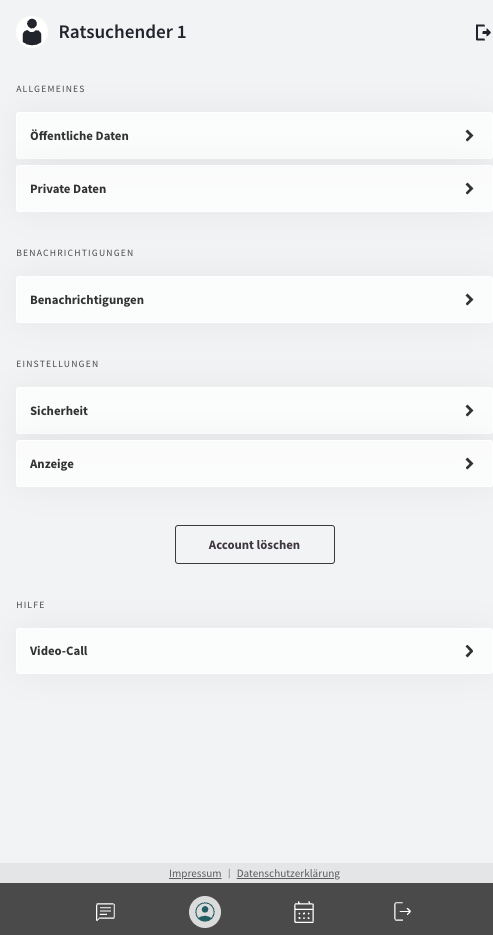 Ratsuchender 1
ALLGEMEINES
Öffentliche Daten
Private Daten
BENACHRICHTIGUNGEN
Benachrichtigungen
EINSTELLUNGEN
Sicherheit
Anzeige
Account löschen
HILFE
Video-Call
Impressum | Datenschutzerklärung